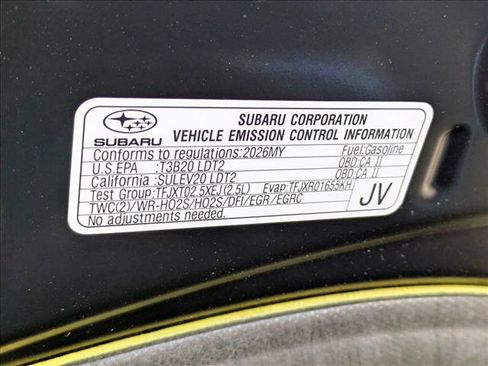 SUBARU
SUBARU CORPORATION
VEHICLE EMISSION CONTROL INFORMATION
Conforms to regulations:2026MY Fuel:Gasoline
U.S.EPA :T3B20 LDT2 OBD:CA II
California :SULEV20 LDT2 OBD:CA II
Test Group:TFJXT02.5XEJ(2.5L) Evap:TFJXR01655KH
TWC(2)/WR-HO2S/HO2S/DFI/EGR/EGRC
No adjustments needed.
JV